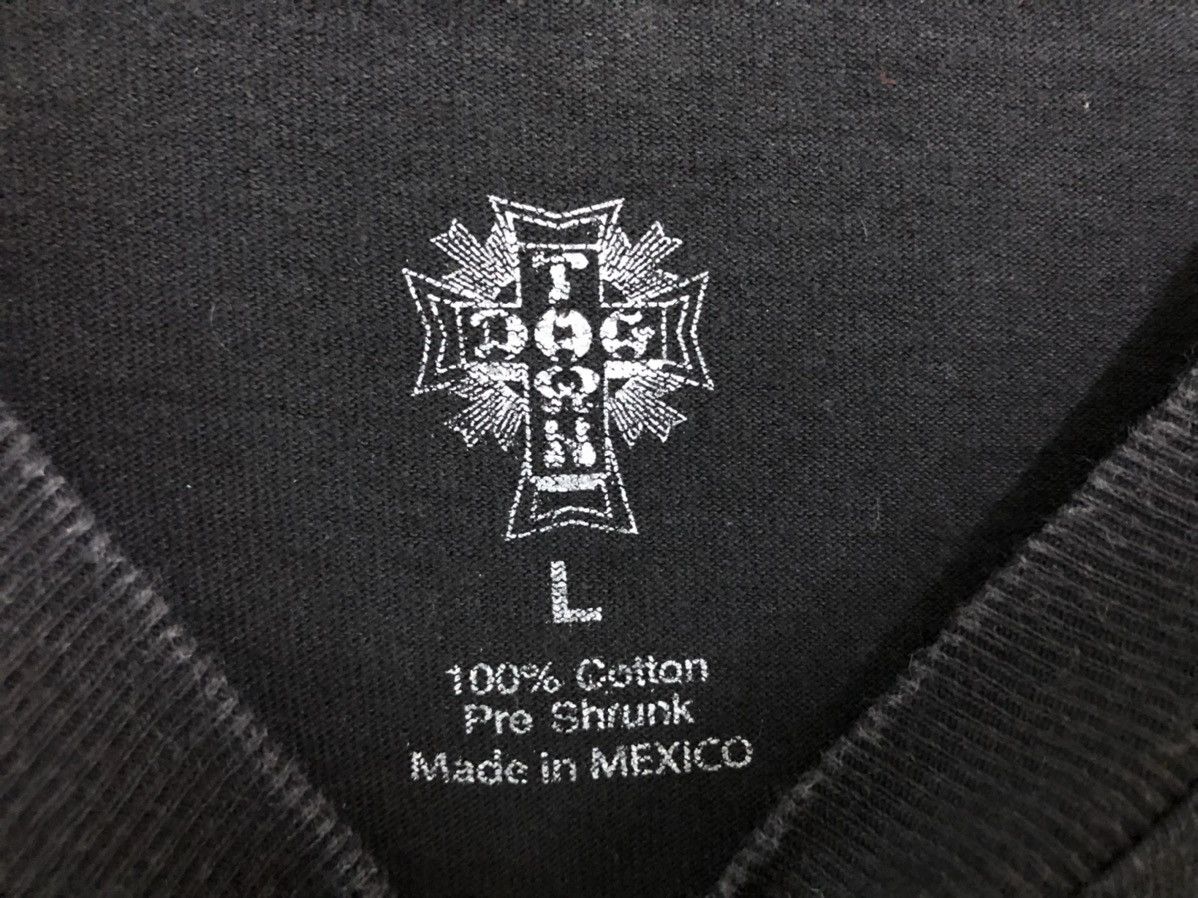 T
DOG
W
N
L
100% Cotton
Pre Shrunk
Made in MEXICO